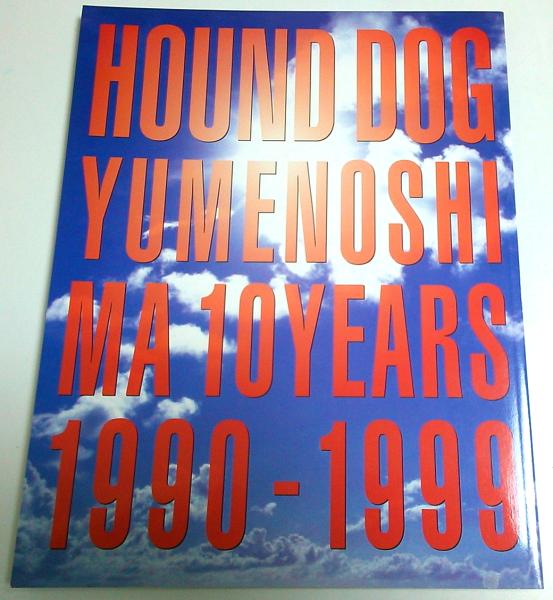 HOUND DOG
YUMENOSHI
MA 10YEARS
1990-1999